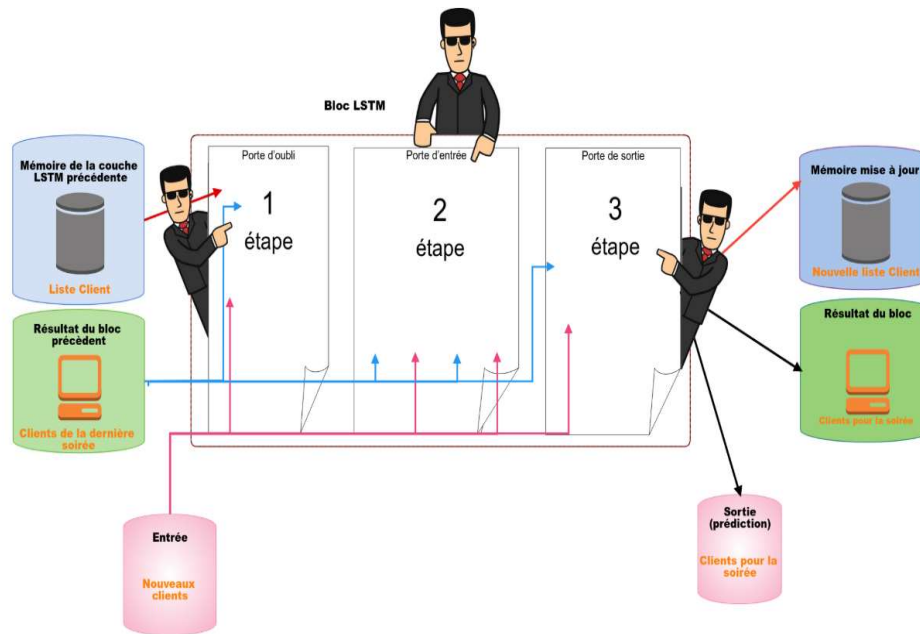 Bloc LSTM
Mémoire de la couche
LSTM précédente
Liste Client
Résultat du bloc
précèdent
Clients de la dernière
soirée
Entrée
Nouveaux
clients
Porte d'oubli
1
étape
Porte d'entrée
2
étape
Porte de sortie
3
étape
Mémoire mise à jour
Nouvelle liste Client
Résultat du bloc
Clients pour la soirée
Sortie
(prédiction)
Clients pour la
soirée